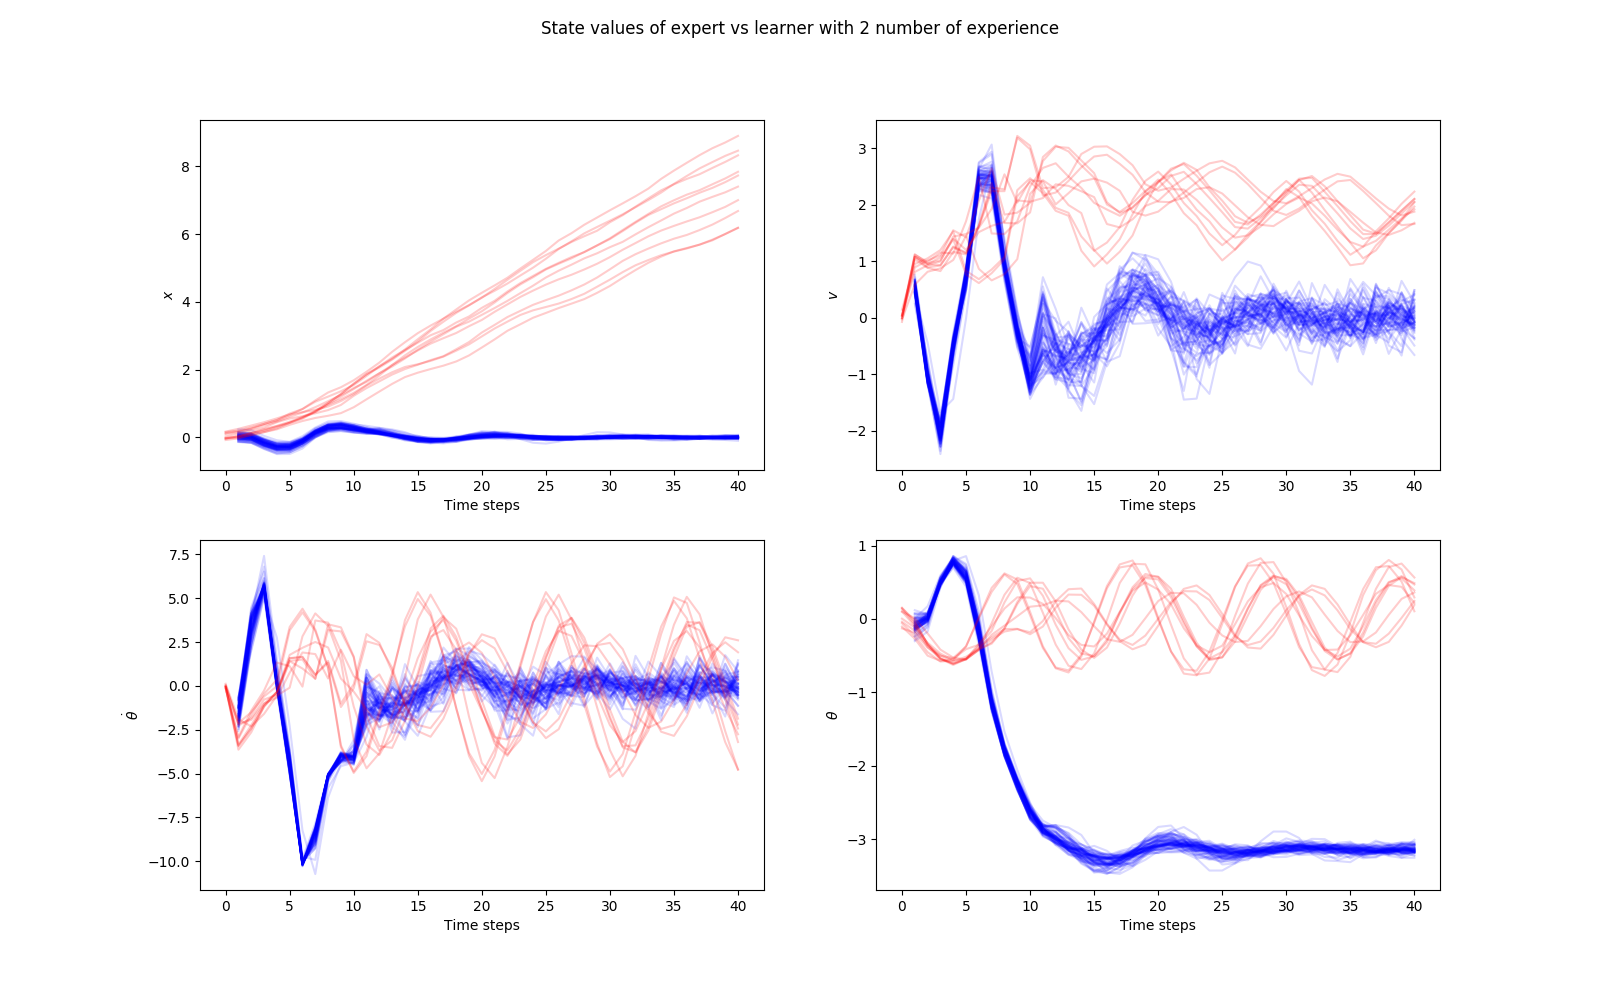 State values of expert vs learner with 2 number of experience
8
6
4
2
0
x
0 5 10 15 20 25 30 35 40
Time steps
3
2
1
0
−1
−2
v
0 5 10 15 20 25 30 35 40
Time steps
7.5
5.0
2.5
0.0
−2.5
−5.0
−7.5
−10.0
θ̇
0 5 10 15 20 25 30 35 40
Time steps
1
0
−1
−2
−3
θ
0 5 10 15 20 25 30 35 40
Time steps